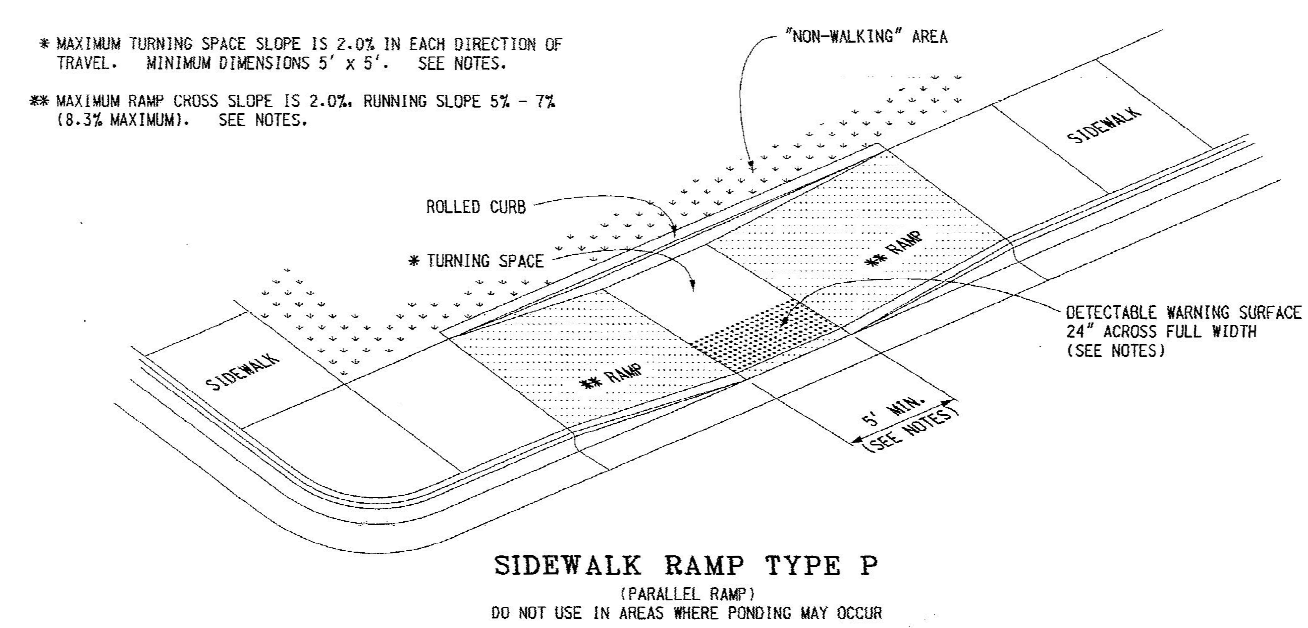 * MAXIMUM TURNING SPACE SLOPE IS 2.0% IN EACH DIRECTION OF
TRAVEL. MINIMUM DIMENSIONS 5' x 5'. SEE NOTES.
** MAXIMUM RAMP CROSS SLOPE IS 2.0%, RUNNING SLOPE 5% - 7%
(8.3% MAXIMUM). SEE NOTES.
"NON-WALKING" AREA
SIDEWALK
ROLLED CURB
* TURNING SPACE
** RAMP
DETECTABLE WARNING SURFACE
24" ACROSS FULL WIDTH
(SEE NOTES)
SIDEWALK
** RAMP
5' MIN.
(SEE NOTES)
SIDEWALK RAMP TYPE P
(PARALLEL RAMP)
DO NOT USE IN AREAS WHERE PONDING MAY OCCUR